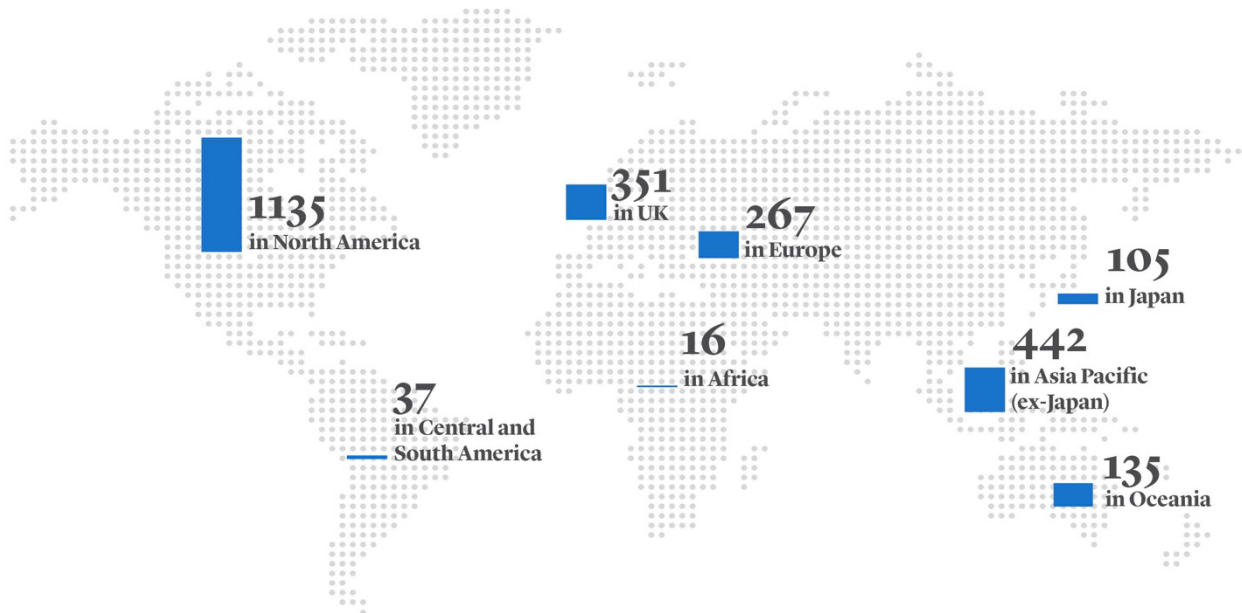 1135
in North America
351
in UK
267
in Europe
105
in Japan
16
in Africa
442
in Asia Pacific
(ex-Japan)
37
in Central and
South America
135
in Oceania